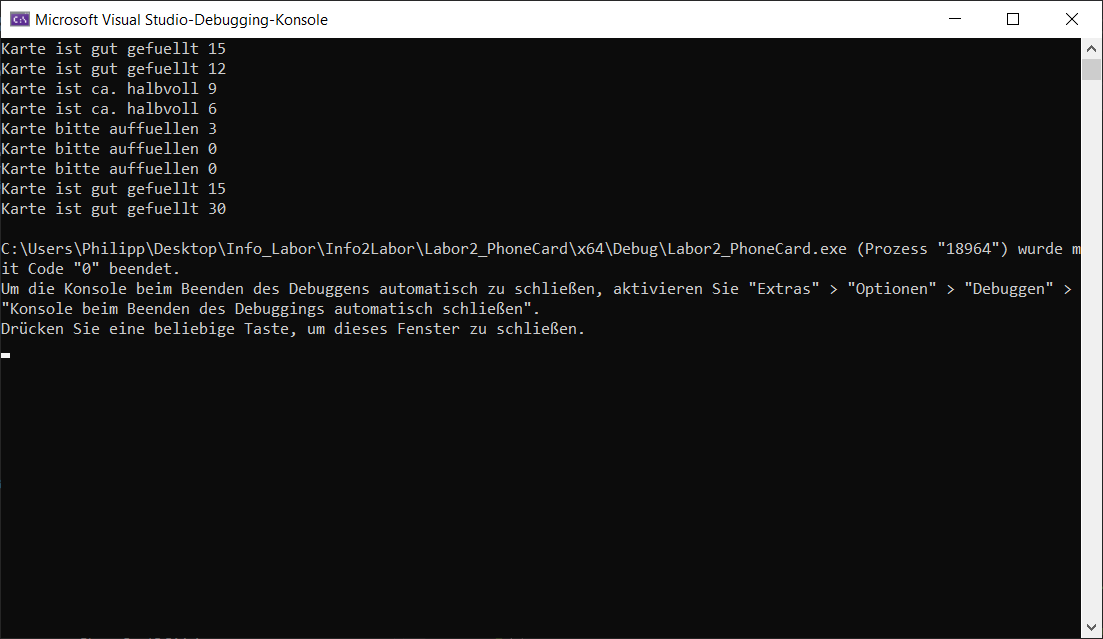 Microsoft Visual Studio-Debugging-Konsole
Karte ist gut gefuellt 15
Karte ist gut gefuellt 12
Karte ist ca. halbvoll 9
Karte ist ca. halbvoll 6
Karte bitte auffuellen 3
Karte bitte auffuellen 0
Karte bitte auffuellen 0
Karte ist gut gefuellt 15
Karte ist gut gefuellt 30
C:\Users\Philipp\Desktop\Info_Labor\Info2Labor\Labor2_PhoneCard\x64\Debug\Labor2_PhoneCard.exe (Prozess "18964") wurde m
it Code "0" beendet.
Um die Konsole beim Beenden des Debuggens automatisch zu schließen, aktivieren Sie "Extras" > "Optionen" > "Debuggen" >
"Konsole beim Beenden des Debuggings automatisch schließen".
Drücken Sie eine beliebige Taste, um dieses Fenster zu schließen.